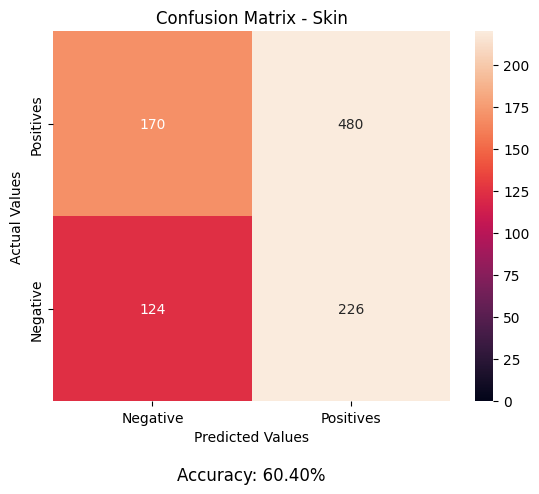 Confusion Matrix - Skin
Actual Values
Positives
170
480
Negative
124
226
Negative
Positives
Predicted Values
200
175
150
125
100
75
50
25
0
Accuracy: 60.40%